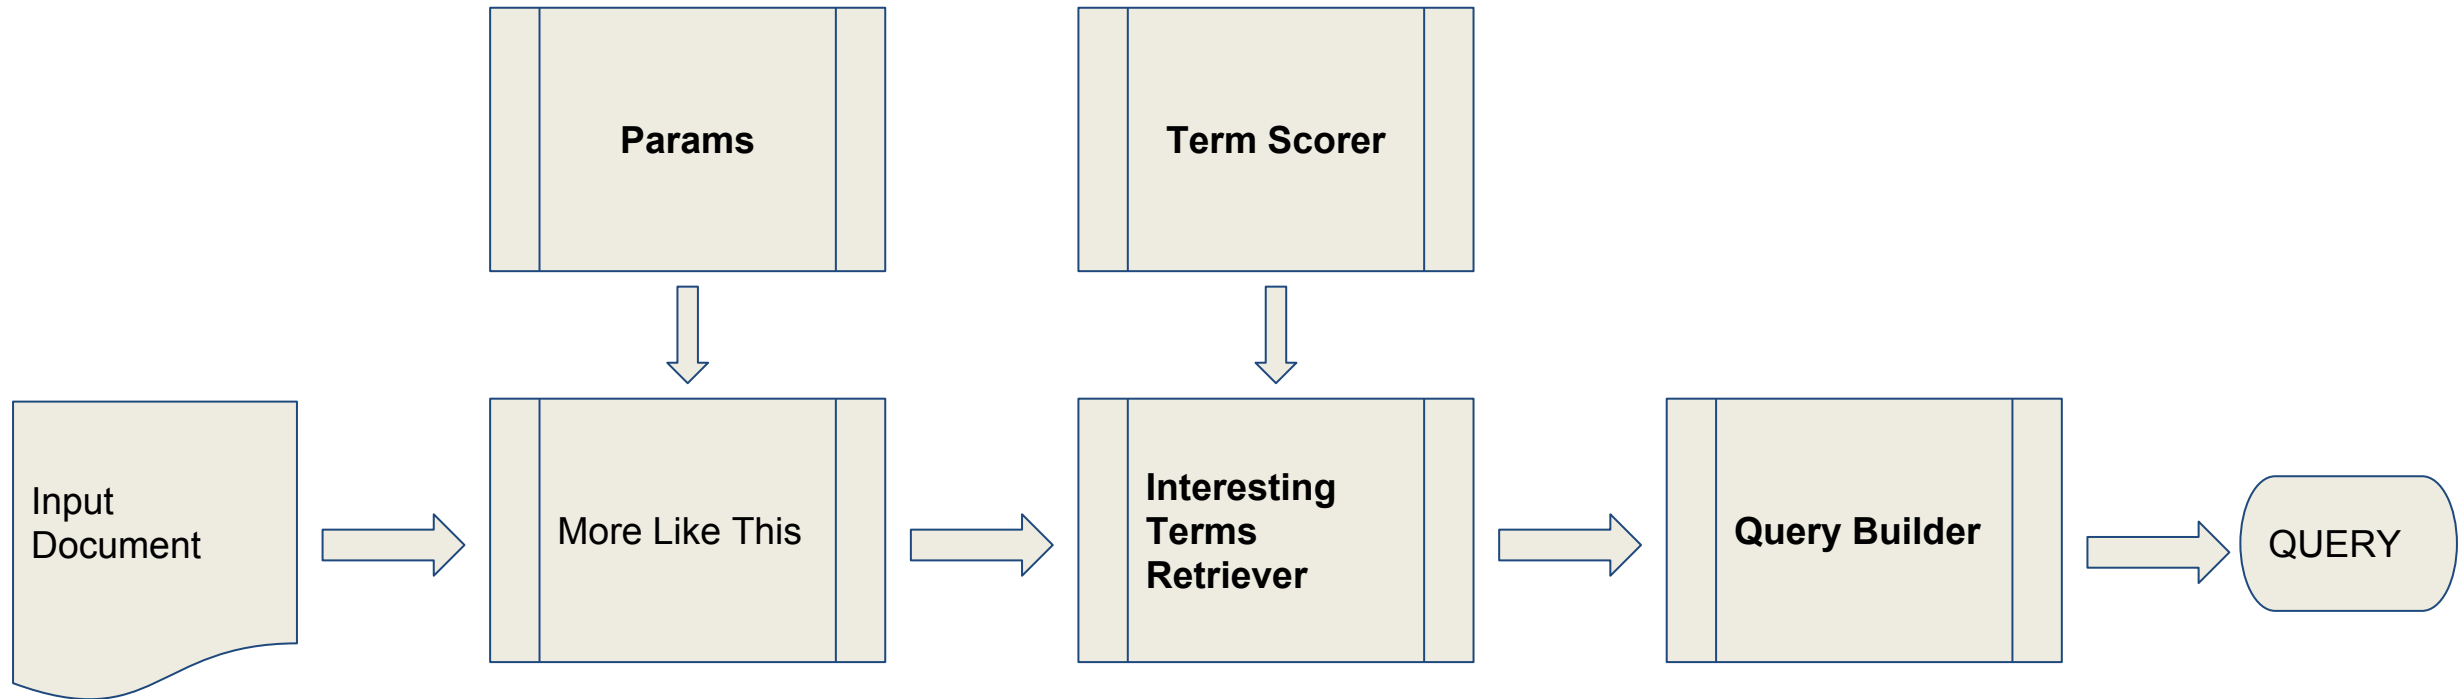 Params
Term Scorer
Input
Document
More Like This
Interesting
Terms
Retriever
Query Builder
QUERY